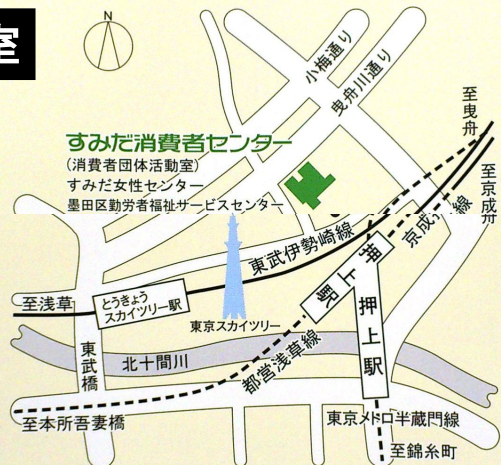 室
N
小梅通り
曳舟川通り
すみだ消費者センター
(消費者団体活動室)
すみだ女性センター
墨田区勤労者福祉サービスセンター
至曳舟
至京成
京成
線
東武伊勢崎線
押上駅
押上駅
至浅草
とうきょう
スカイツリー駅
東京スカイツリー
東武橋
北十間川
都営浅草線
至本所吾妻橋
東京メトロ半蔵門線
至錦糸町